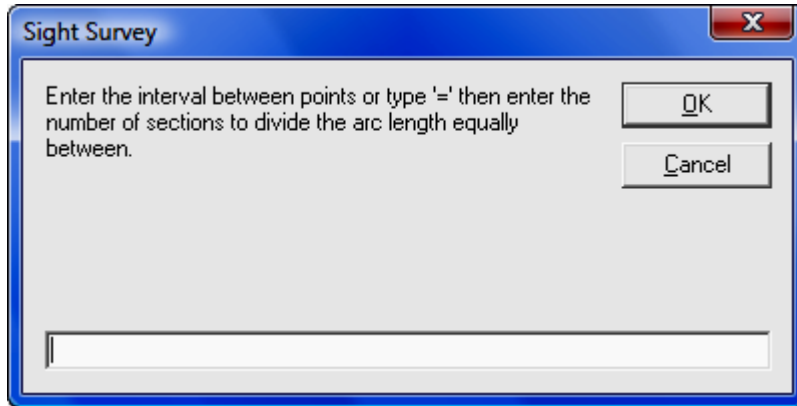 Sight Survey
Enter the interval between points or type '=' then enter the
number of sections to divide the arc length equally
between.
OK
Cancel